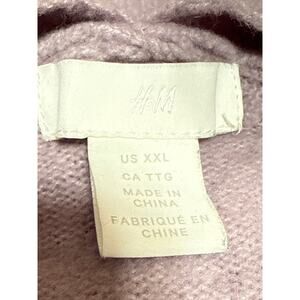 H&M
US XXL
CA TTG
MADE IN
CHINA
FABRIQUÉ EN
CHINE